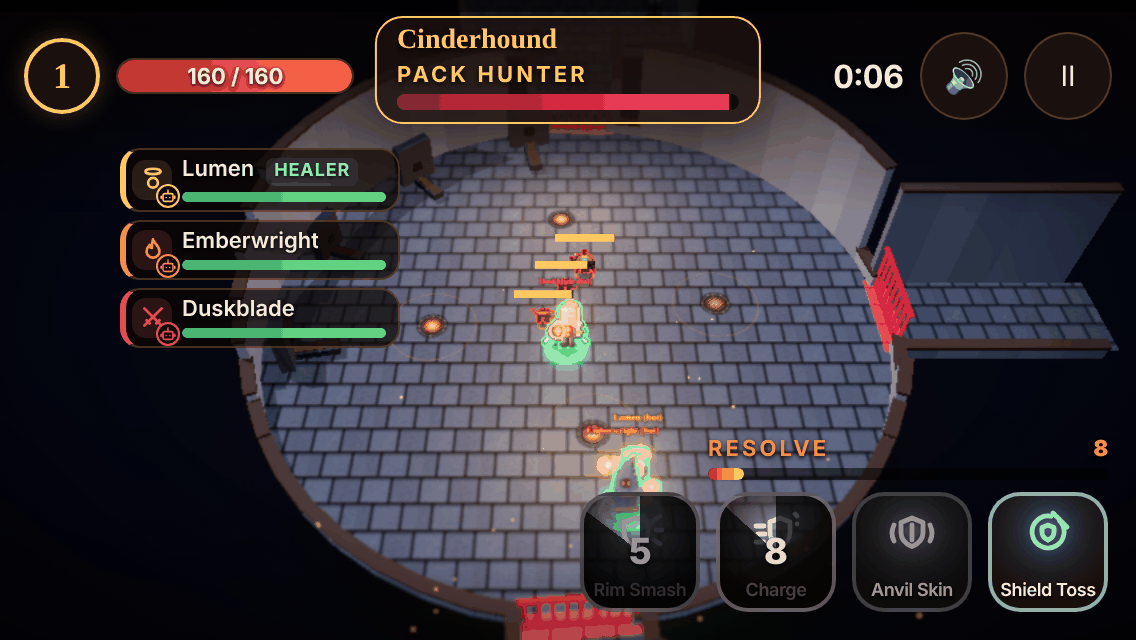 Cinderhound
PACK HUNTER
1
160 / 160
0:06
Lumen HEALER
Emberwright
Duskblade
RESOLVE 8
5
Rim Smash
8
Charge
Anvil Skin
Shield Toss